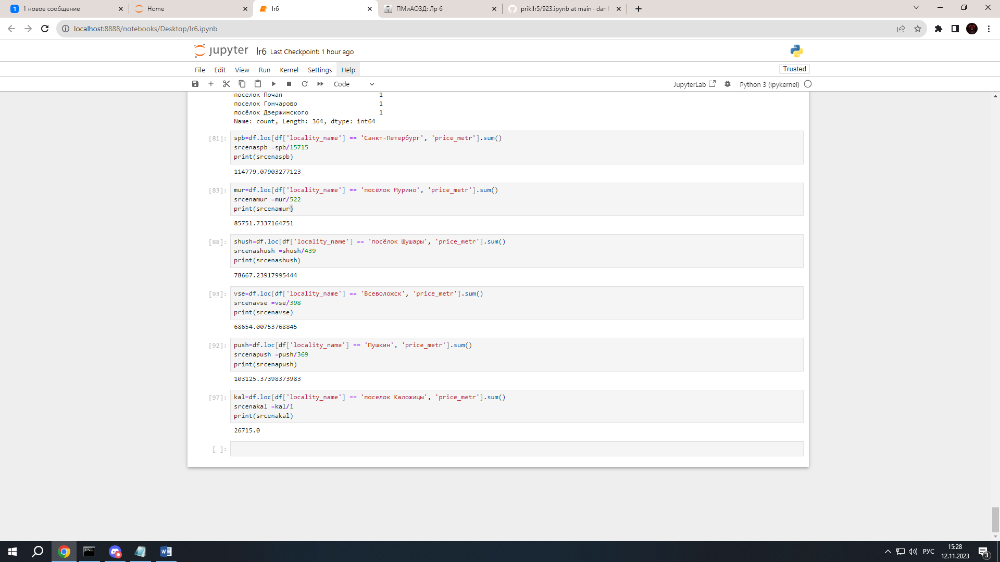 1 новое сообщение
Home
lr6
ПМиАОЗД: Лр 6
prikllr5/923.ipynb at main · dan1
localhost:8888/notebooks/Desktop/lr6.ipynb
jupyter lr6 Last Checkpoint: 1 hour ago
File Edit View Run Kernel Settings Help
Trusted
Code
JupyterLab
Python 3 (ipykernel)
поселок Почап 1
поселок Гончарово 1
посёлок Дзержинского 1
Name: count, Length: 364, dtype: int64
[81]: spb=df.loc[df['locality_name'] == 'Санкт-Петербург', 'price_metr'].sum()
srcenaspb =spb/15715
print(srcenaspb)
114779.07903277123
[83]: mur=df.loc[df['locality_name'] == 'посёлок Мурино', 'price_metr'].sum()
srcenamur =mur/522
print(srcenamur)
85751.7337164751
[88]: shush=df.loc[df['locality_name'] == 'посёлок Шушары', 'price_metr'].sum()
srcenashush =shush/439
print(srcenashush)
78667.23917995444
[93]: vse=df.loc[df['locality_name'] == 'Всеволожск', 'price_metr'].sum()
srcenavse =vse/398
print(srcenavse)
68654.00753768845
[92]: push=df.loc[df['locality_name'] == 'Пушкин', 'price_metr'].sum()
srcenapush =push/369
print(srcenapush)
103125.37398373983
[97]: kal=df.loc[df['locality_name'] == 'поселок Каложицы', 'price_metr'].sum()
srcenakal =kal/1
print(srcenakal)
26715.0
[ ]:
РУС
15:28
12.11.2023
3